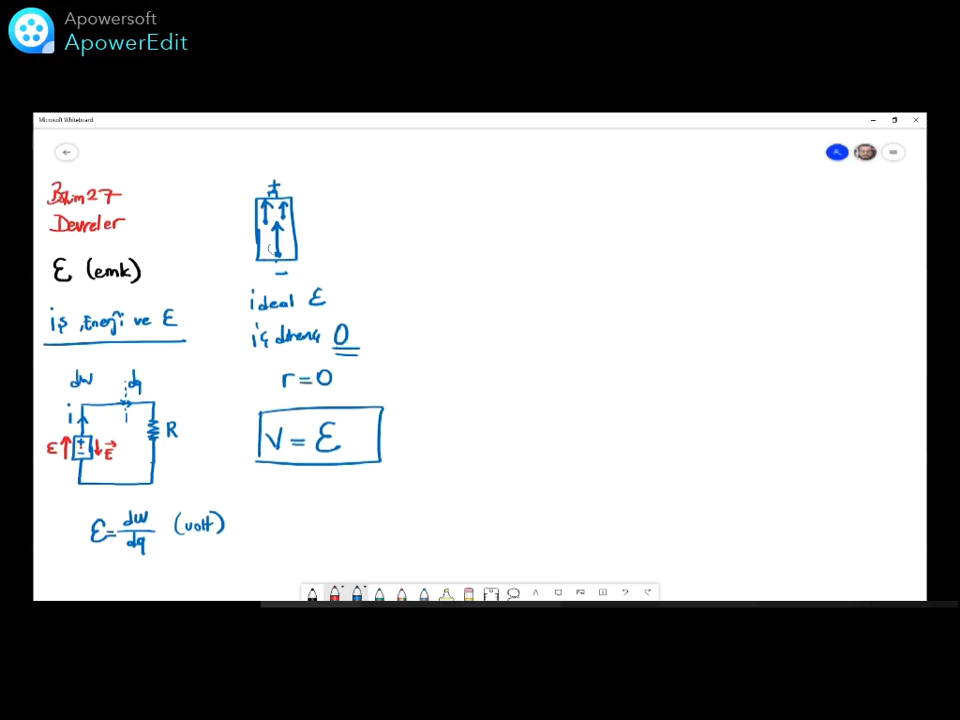 Apowersoft
ApowerEdit
Microsoft Whiteboard
Bölüm 27
Devreler
ε (emk)
iş, Enerji ve ε
dw
dq
i
ε
+
-
E
R
ε = dw/dq (volt)
+
-
ideal ε
iç direnç 0
r = 0
V = ε